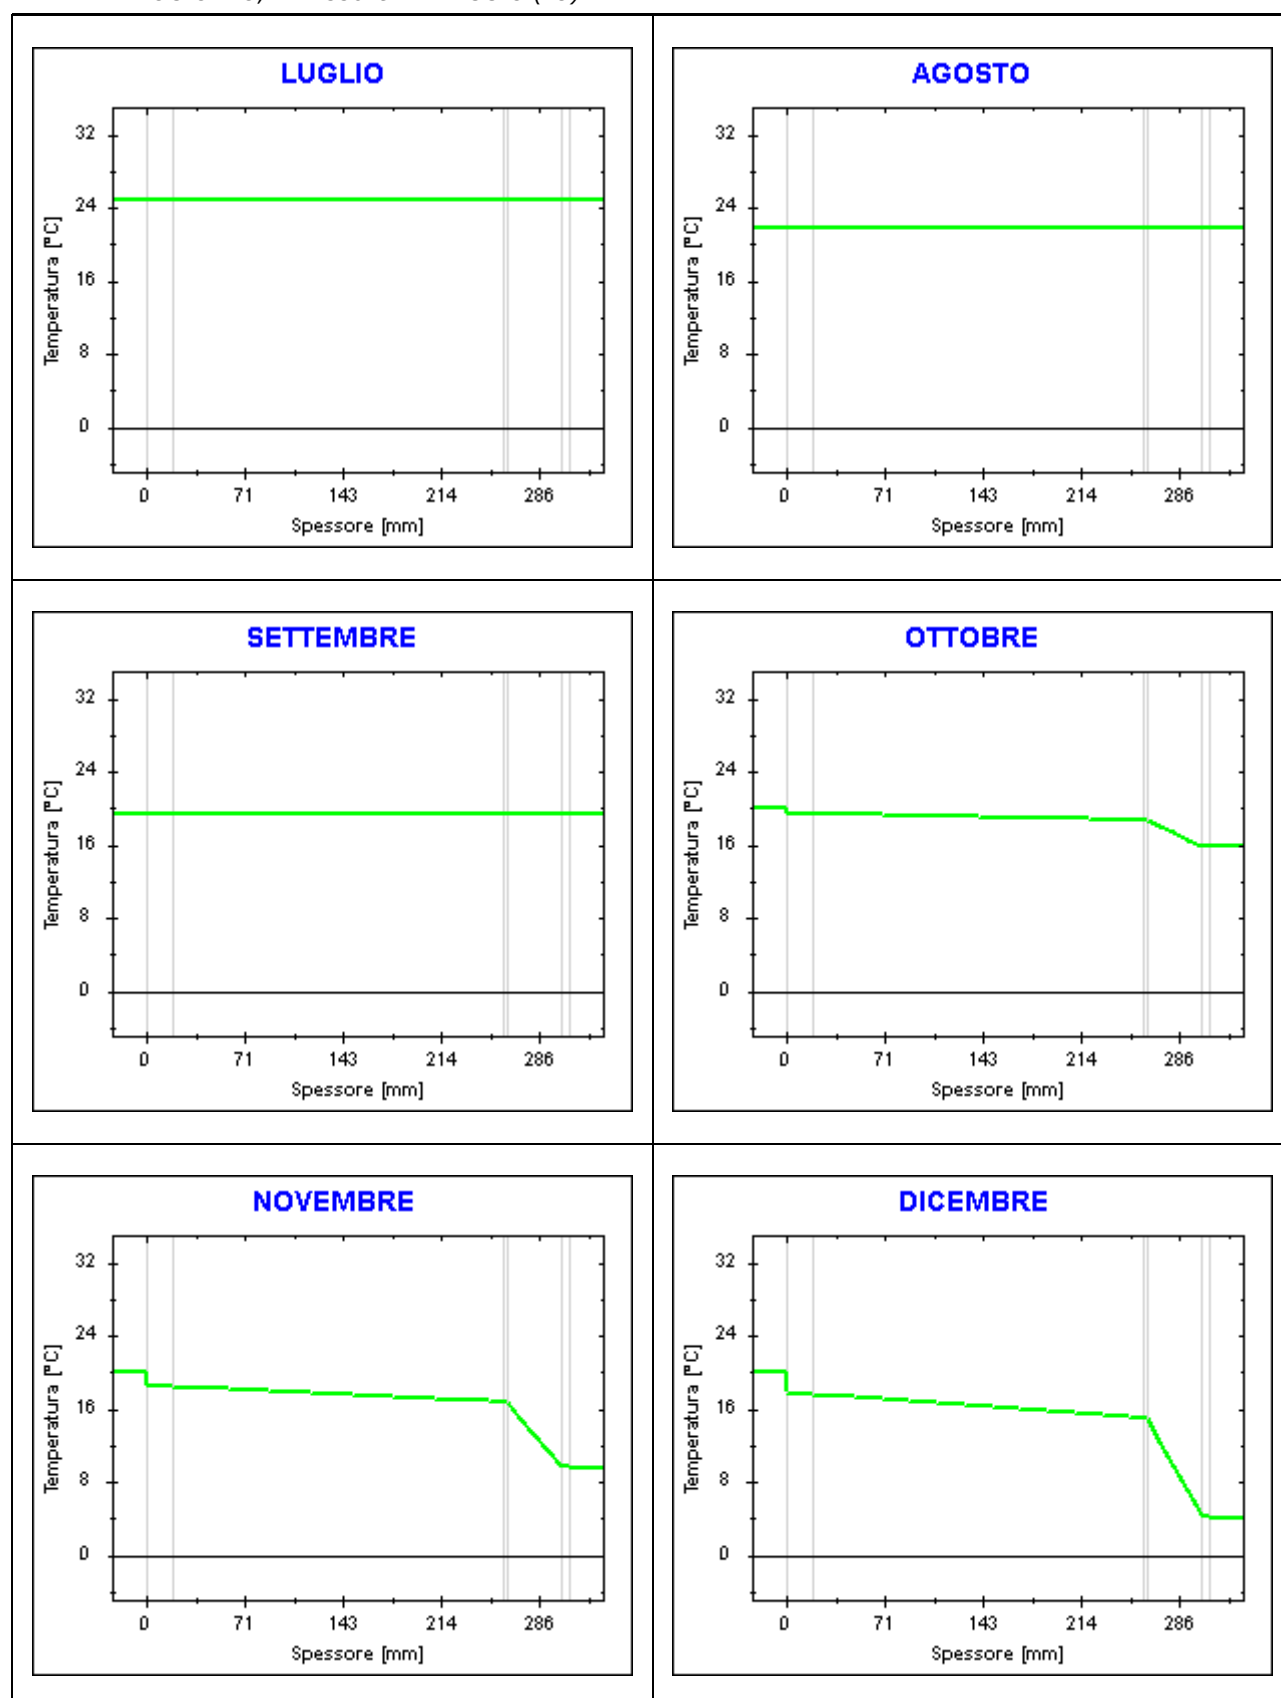 LUGLIO
32
24
16
8
0
Temperatura [°C]
0 71 143 214 286
Spessore [mm]
AGOSTO
32
24
16
8
0
Temperatura [°C]
0 71 143 214 286
Spessore [mm]
SETTEMBRE
32
24
16
8
0
Temperatura [°C]
0 71 143 214 286
Spessore [mm]
OTTOBRE
32
24
16
8
0
Temperatura [°C]
0 71 143 214 286
Spessore [mm]
NOVEMBRE
32
24
16
8
0
Temperatura [°C]
0 71 143 214 286
Spessore [mm]
DICEMBRE
32
24
16
8
0
Temperatura [°C]
0 71 143 214 286
Spessore [mm]